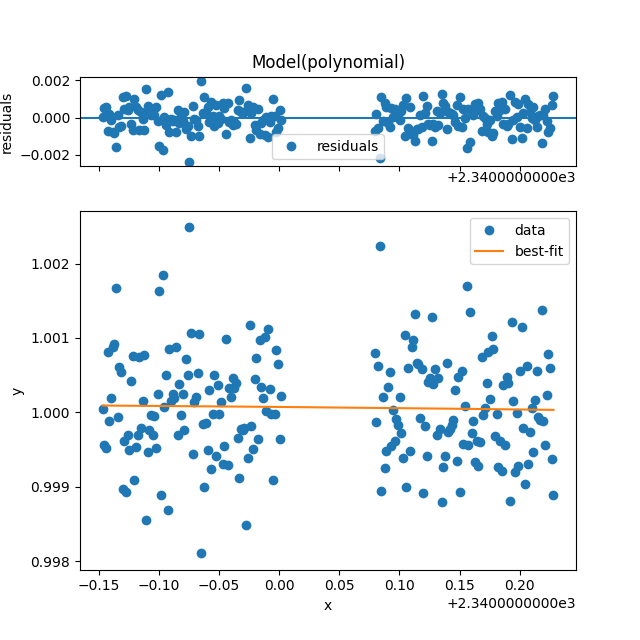 Model(polynomial)
0.002
0.000
−0.002
residuals
residuals
+2.3400000000e3
1.002
1.001
1.000
0.999
0.998
y
data
best-fit
−0.15 −0.10 −0.05 0.00 0.05 0.10 0.15 0.20
x
+2.3400000000e3